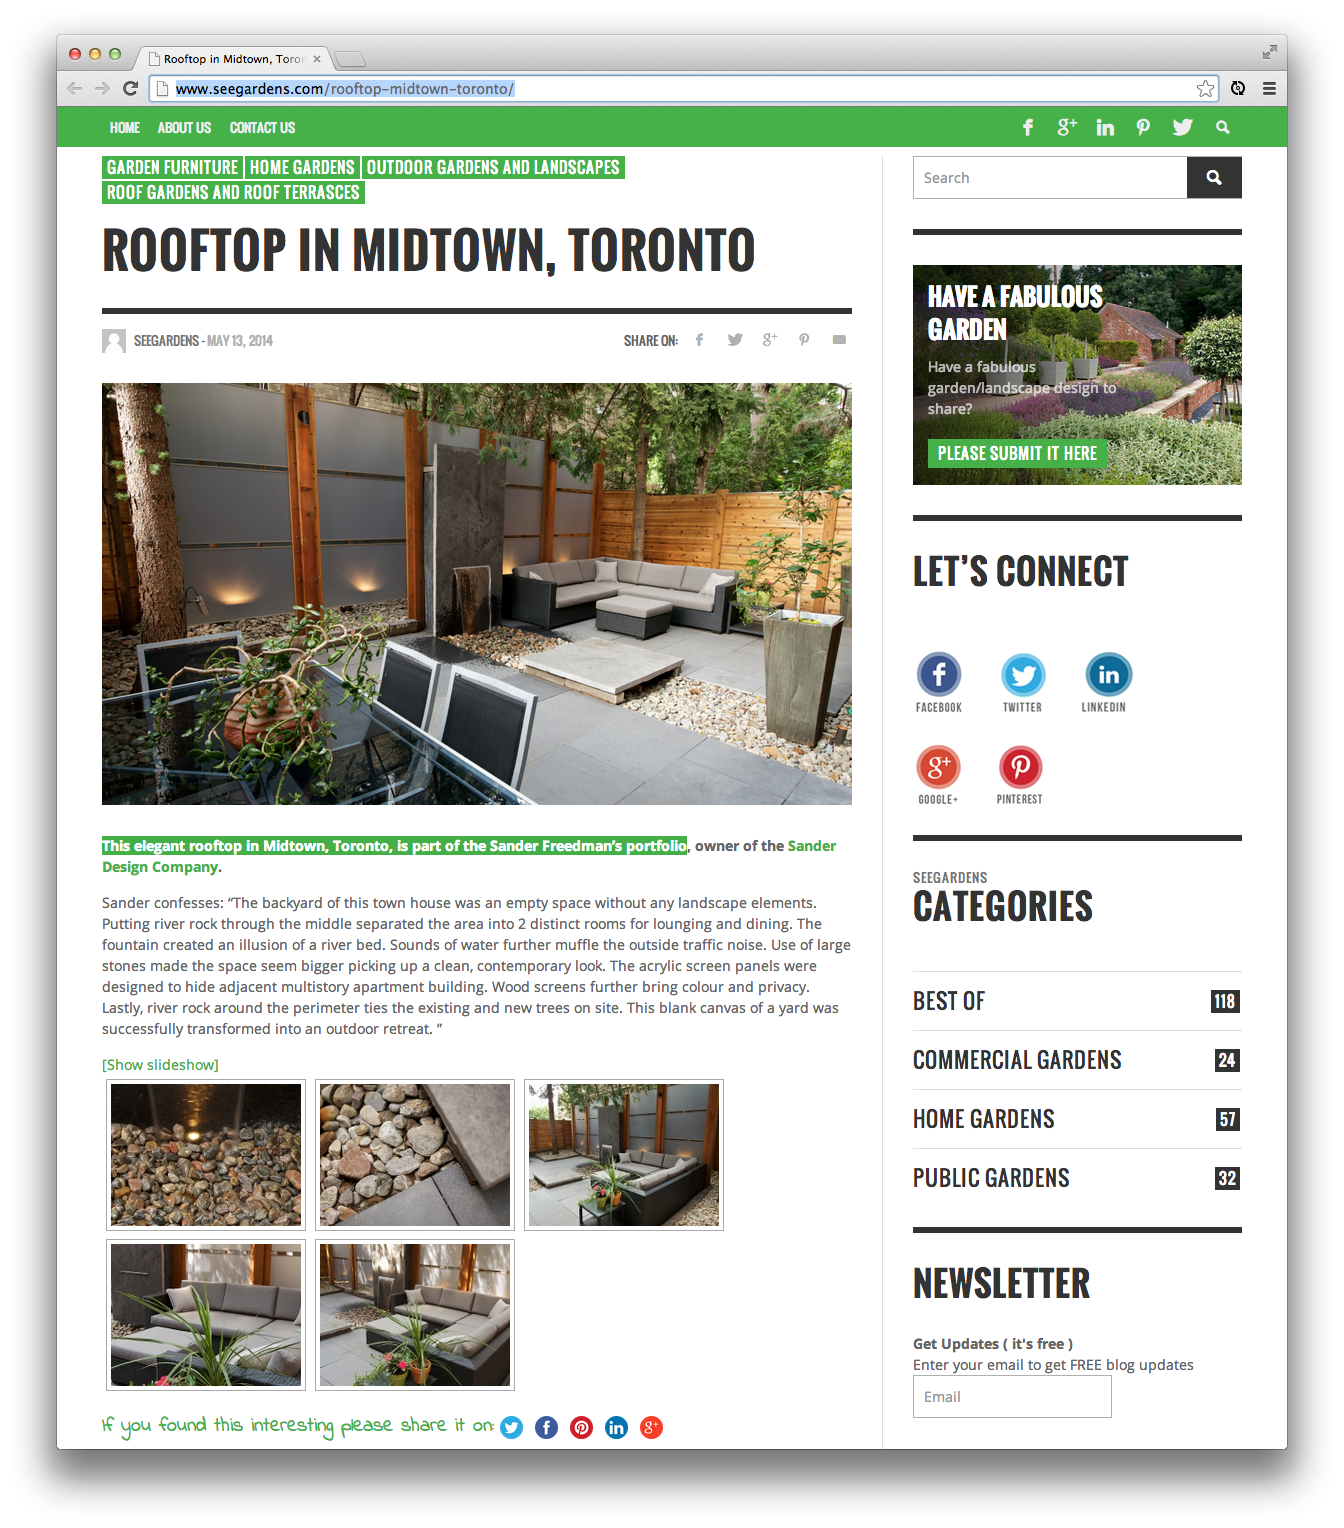 Rooftop in Midtown, Toron
www.seegardens.com/rooftop-midtown-toronto/
HOME ABOUT US CONTACT US
GARDEN FURNITURE HOME GARDENS OUTDOOR GARDENS AND LANDSCAPES
ROOF GARDENS AND ROOF TERRASCES
ROOFTOP IN MIDTOWN, TORONTO
SEEGARDENS - MAY 13, 2014
SHARE ON:
This elegant rooftop in Midtown, Toronto, is part of the Sander Freedman’s portfolio, owner of the Sander
Design Company.
Sander confesses: “The backyard of this town house was an empty space without any landscape elements.
Putting river rock through the middle separated the area into 2 distinct rooms for lounging and dining. The
fountain created an illusion of a river bed. Sounds of water further muffle the outside traffic noise. Use of large
stones made the space seem bigger picking up a clean, contemporary look. The acrylic screen panels were
designed to hide adjacent multistory apartment building. Wood screens further bring colour and privacy.
Lastly, river rock around the perimeter ties the existing and new trees on site. This blank canvas of a yard was
successfully transformed into an outdoor retreat. ”
[Show slideshow]
If you found this interesting please share it on:
Search
HAVE A FABULOUS
GARDEN
Have a fabulous
garden/landscape design to
share?
PLEASE SUBMIT IT HERE
LET’S CONNECT
FACEBOOK TWITTER LINKEDIN
GOOGLE+ PINTEREST
SEEGARDENS
CATEGORIES
BEST OF 118
COMMERCIAL GARDENS 24
HOME GARDENS 57
PUBLIC GARDENS 32
NEWSLETTER
Get Updates ( it's free )
Enter your email to get FREE blog updates
Email